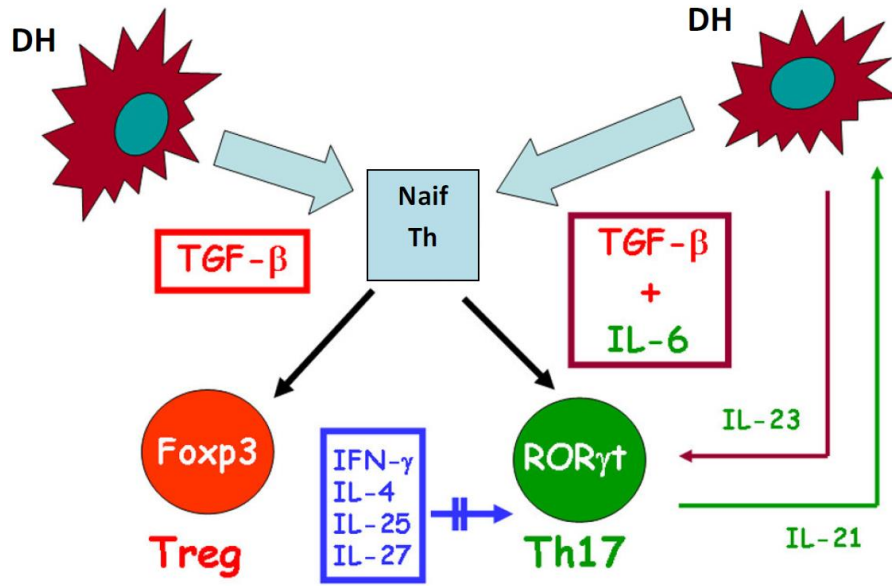 DH
DH
Naif
Th
TGF-β
TGF-β
+
IL-6
Foxp3
Treg
IFN-γ
IL-4
IL-25
IL-27
RORγt
Th17
IL-23
IL-21